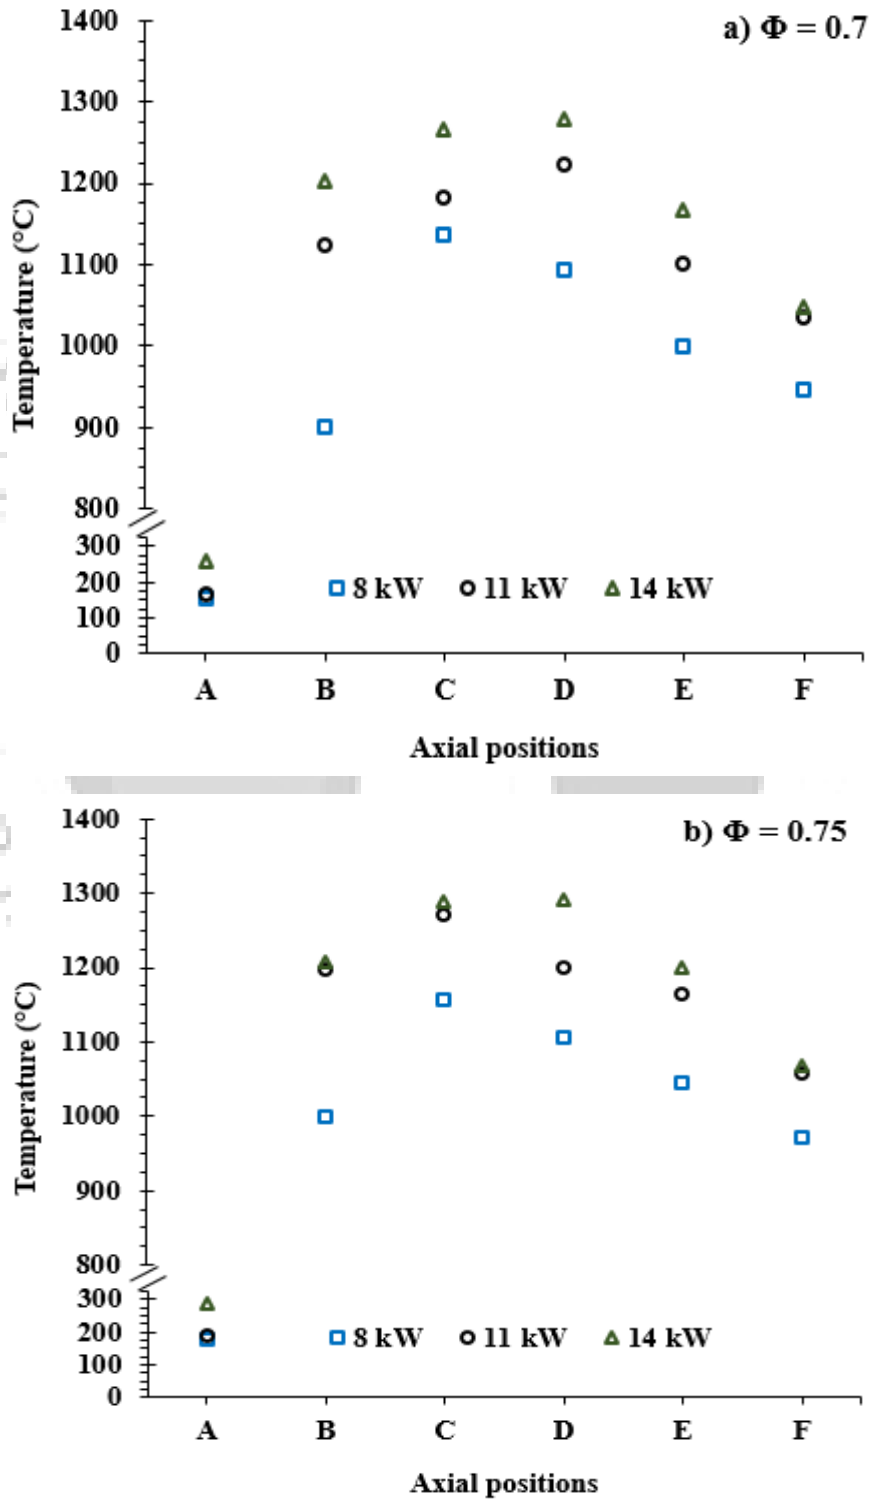 a) Φ = 0.7
1400
1300
1200
1100
1000
900
800
300
200
100
0
Temperature (°C)
8 kW 11 kW 14 kW
A B C D E F
Axial positions
b) Φ = 0.75
1400
1300
1200
1100
1000
900
800
300
200
100
0
Temperature (°C)
8 kW 11 kW 14 kW
A B C D E F
Axial positions